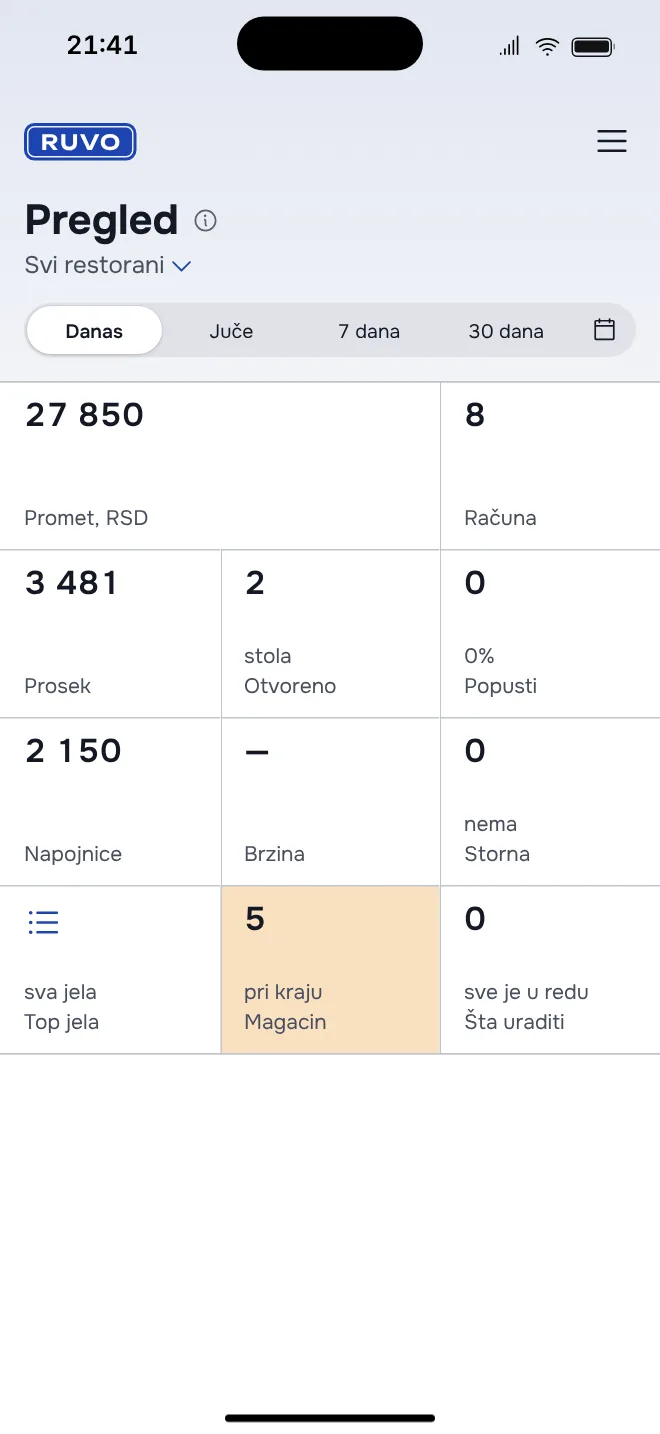 21:41
RUVO
Pregled
Svi restorani
Danas Juče 7 dana 30 dana
27 850
Promet, RSD
8
Računa
3 481
Prosek
2
stola
Otvoreno
0
0%
Popusti
2 150
Napojnice
–
Brzina
0
nema
Storna
sva jela
Top jela
5
pri kraju
Magacin
0
sve je u redu
Šta uraditi